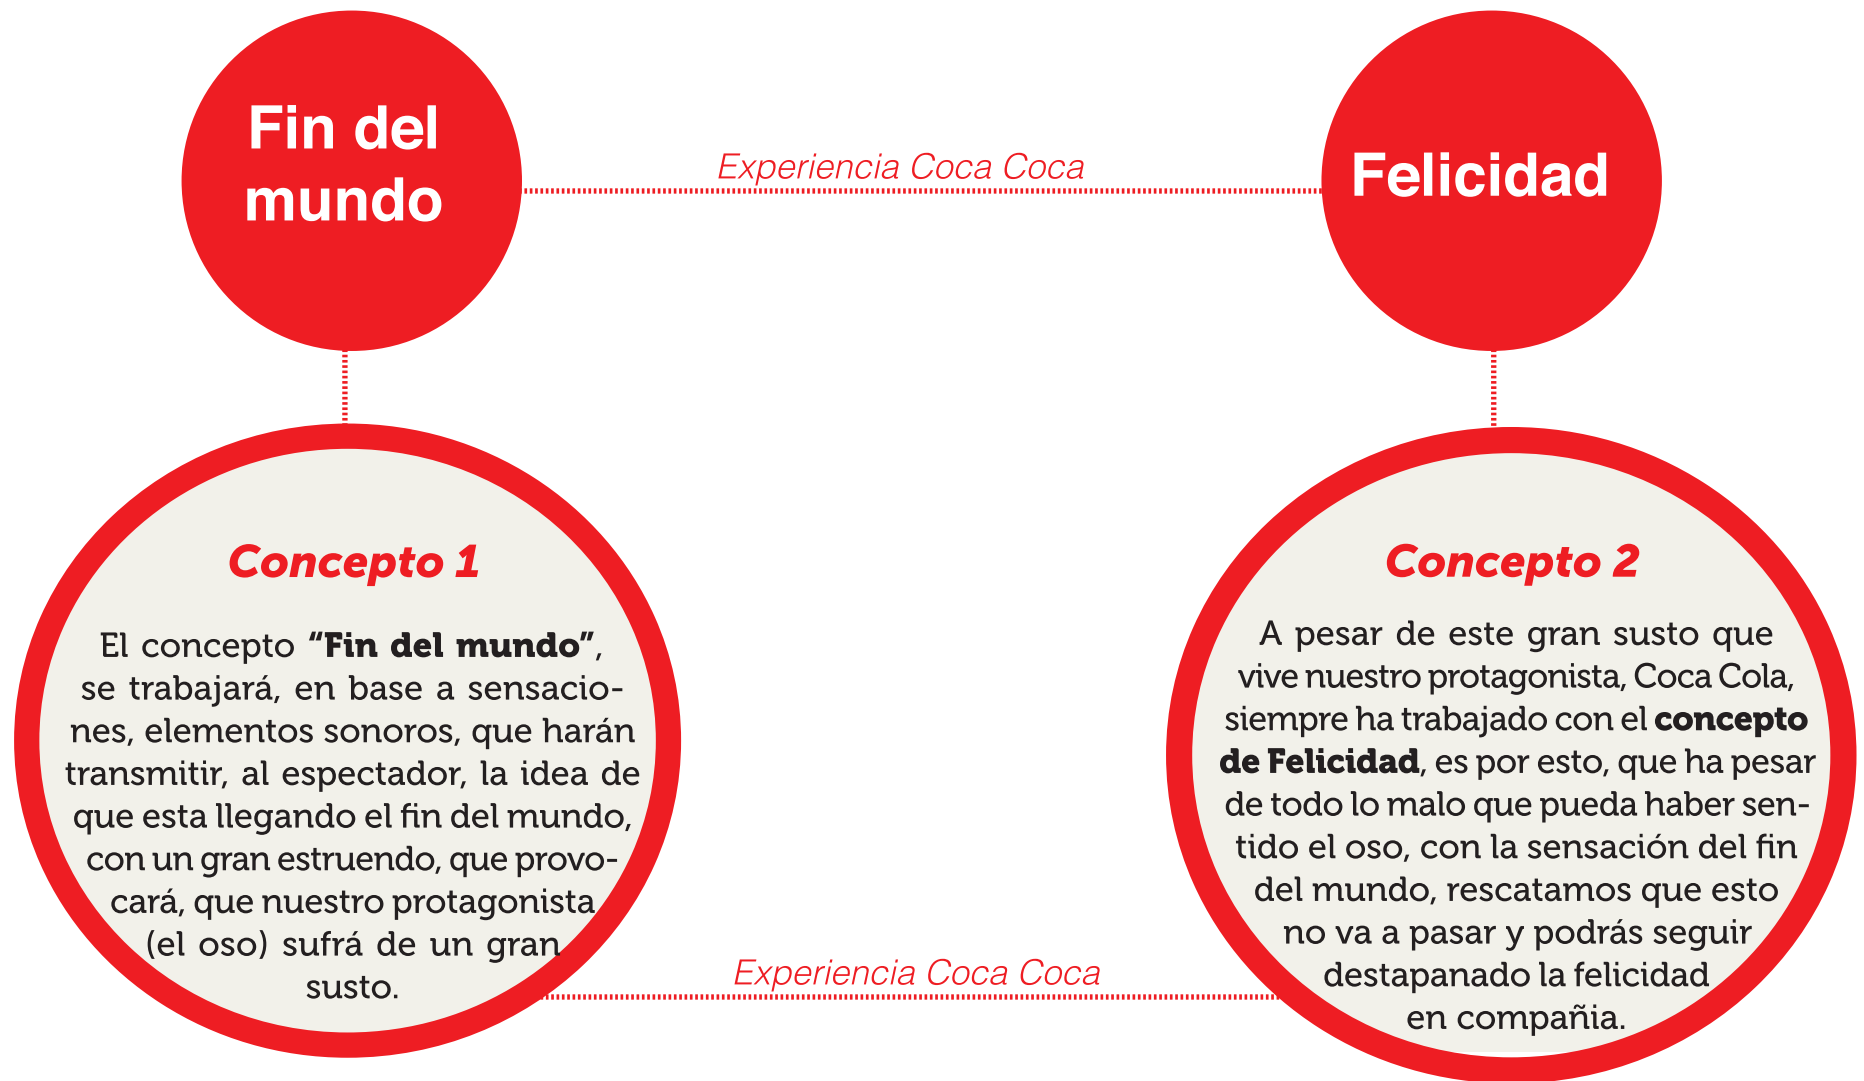 Fin del
mundo
Experiencia Coca Coca
Felicidad
Concepto 1
El concepto “Fin del mundo”,
se trabajará, en base a sensacio-
nes, elementos sonoros, que harán
transmitir, al espectador, la idea de
que esta llegando el fin del mundo,
con un gran estruendo, que provo-
cará, que nuestro protagonista
(el oso) sufrá de un gran
susto.
Concepto 2
A pesar de este gran susto que
vive nuestro protagonista, Coca Cola,
siempre ha trabajado con el concepto
de Felicidad, es por esto, que ha pesar
de todo lo malo que pueda haber sen-
tido el oso, con la sensación del fin
del mundo, rescatamos que esto
no va a pasar y podrás seguir
destapanado la felicidad
en compañia.
Experiencia Coca Coca